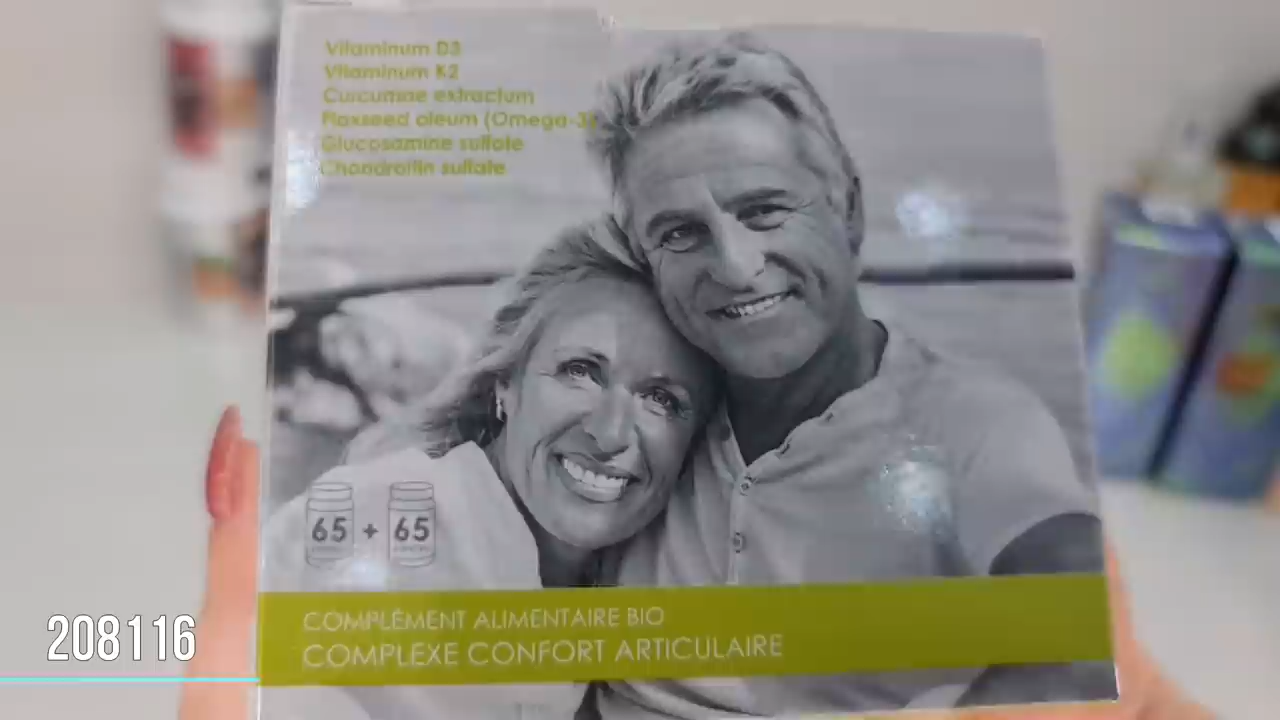 Vitaminum D3
Vitaminum K2
Curcumae extractum
Flaxseed oleum (Omega-3)
Glucosamine sulfate
Chondroitin sulfate
65 + 65
COMPLÉMENT ALIMENTAIRE BIO
COMPLEXE CONFORT ARTICULAIRE
208116